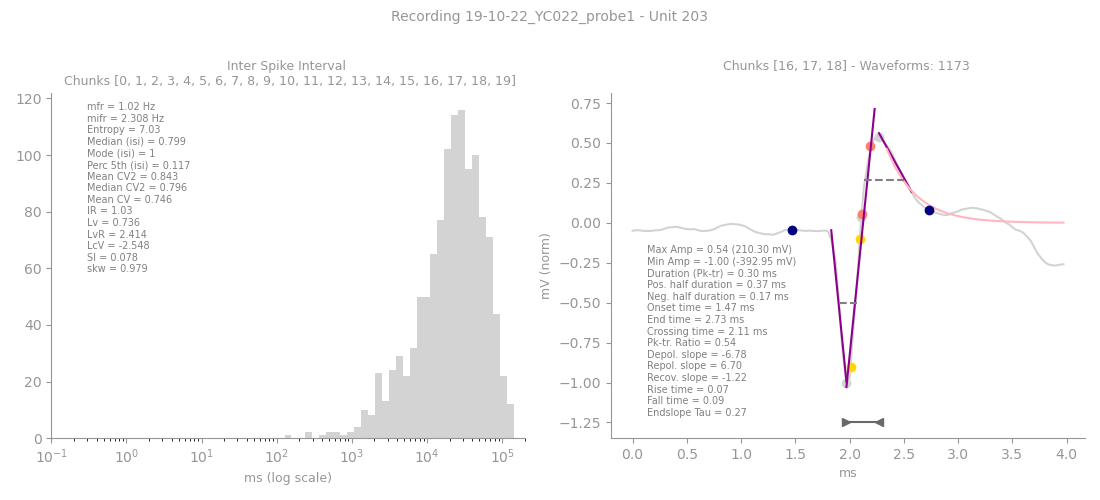 Recording 19-10-22_YC022_probe1 - Unit 203
Inter Spike Interval
Chunks [0, 1, 2, 3, 4, 5, 6, 7, 8, 9, 10, 11, 12, 13, 14, 15, 16, 17, 18, 19]
120
100
80
60
40
20
0
mfr = 1.02 Hz
mifr = 2.308 Hz
Entropy = 7.03
Median (isi) = 0.799
Mode (isi) = 1
Perc 5th (isi) = 0.117
Mean CV2 = 0.843
Median CV2 = 0.796
Mean CV = 0.746
IR = 1.03
Lv = 0.736
LvR = 2.414
LcV = -2.548
SI = 0.078
skw = 0.979
10⁻¹ 10⁰ 10¹ 10² 10³ 10⁴ 10⁵
ms (log scale)
Chunks [16, 17, 18] - Waveforms: 1173
mV (norm)
0.75
0.50
0.25
0.00
−0.25
−0.50
−0.75
−1.00
−1.25
Max Amp = 0.54 (210.30 mV)
Min Amp = -1.00 (-392.95 mV)
Duration (Pk-tr) = 0.30 ms
Pos. half duration = 0.37 ms
Neg. half duration = 0.17 ms
Onset time = 1.47 ms
End time = 2.73 ms
Crossing time = 2.11 ms
Pk-tr. Ratio = 0.54
Depol. slope = -6.78
Repol. slope = 6.70
Recov. slope = -1.22
Rise time = 0.07
Fall time = 0.09
Endslope Tau = 0.27
0.0 0.5 1.0 1.5 2.0 2.5 3.0 3.5 4.0
ms